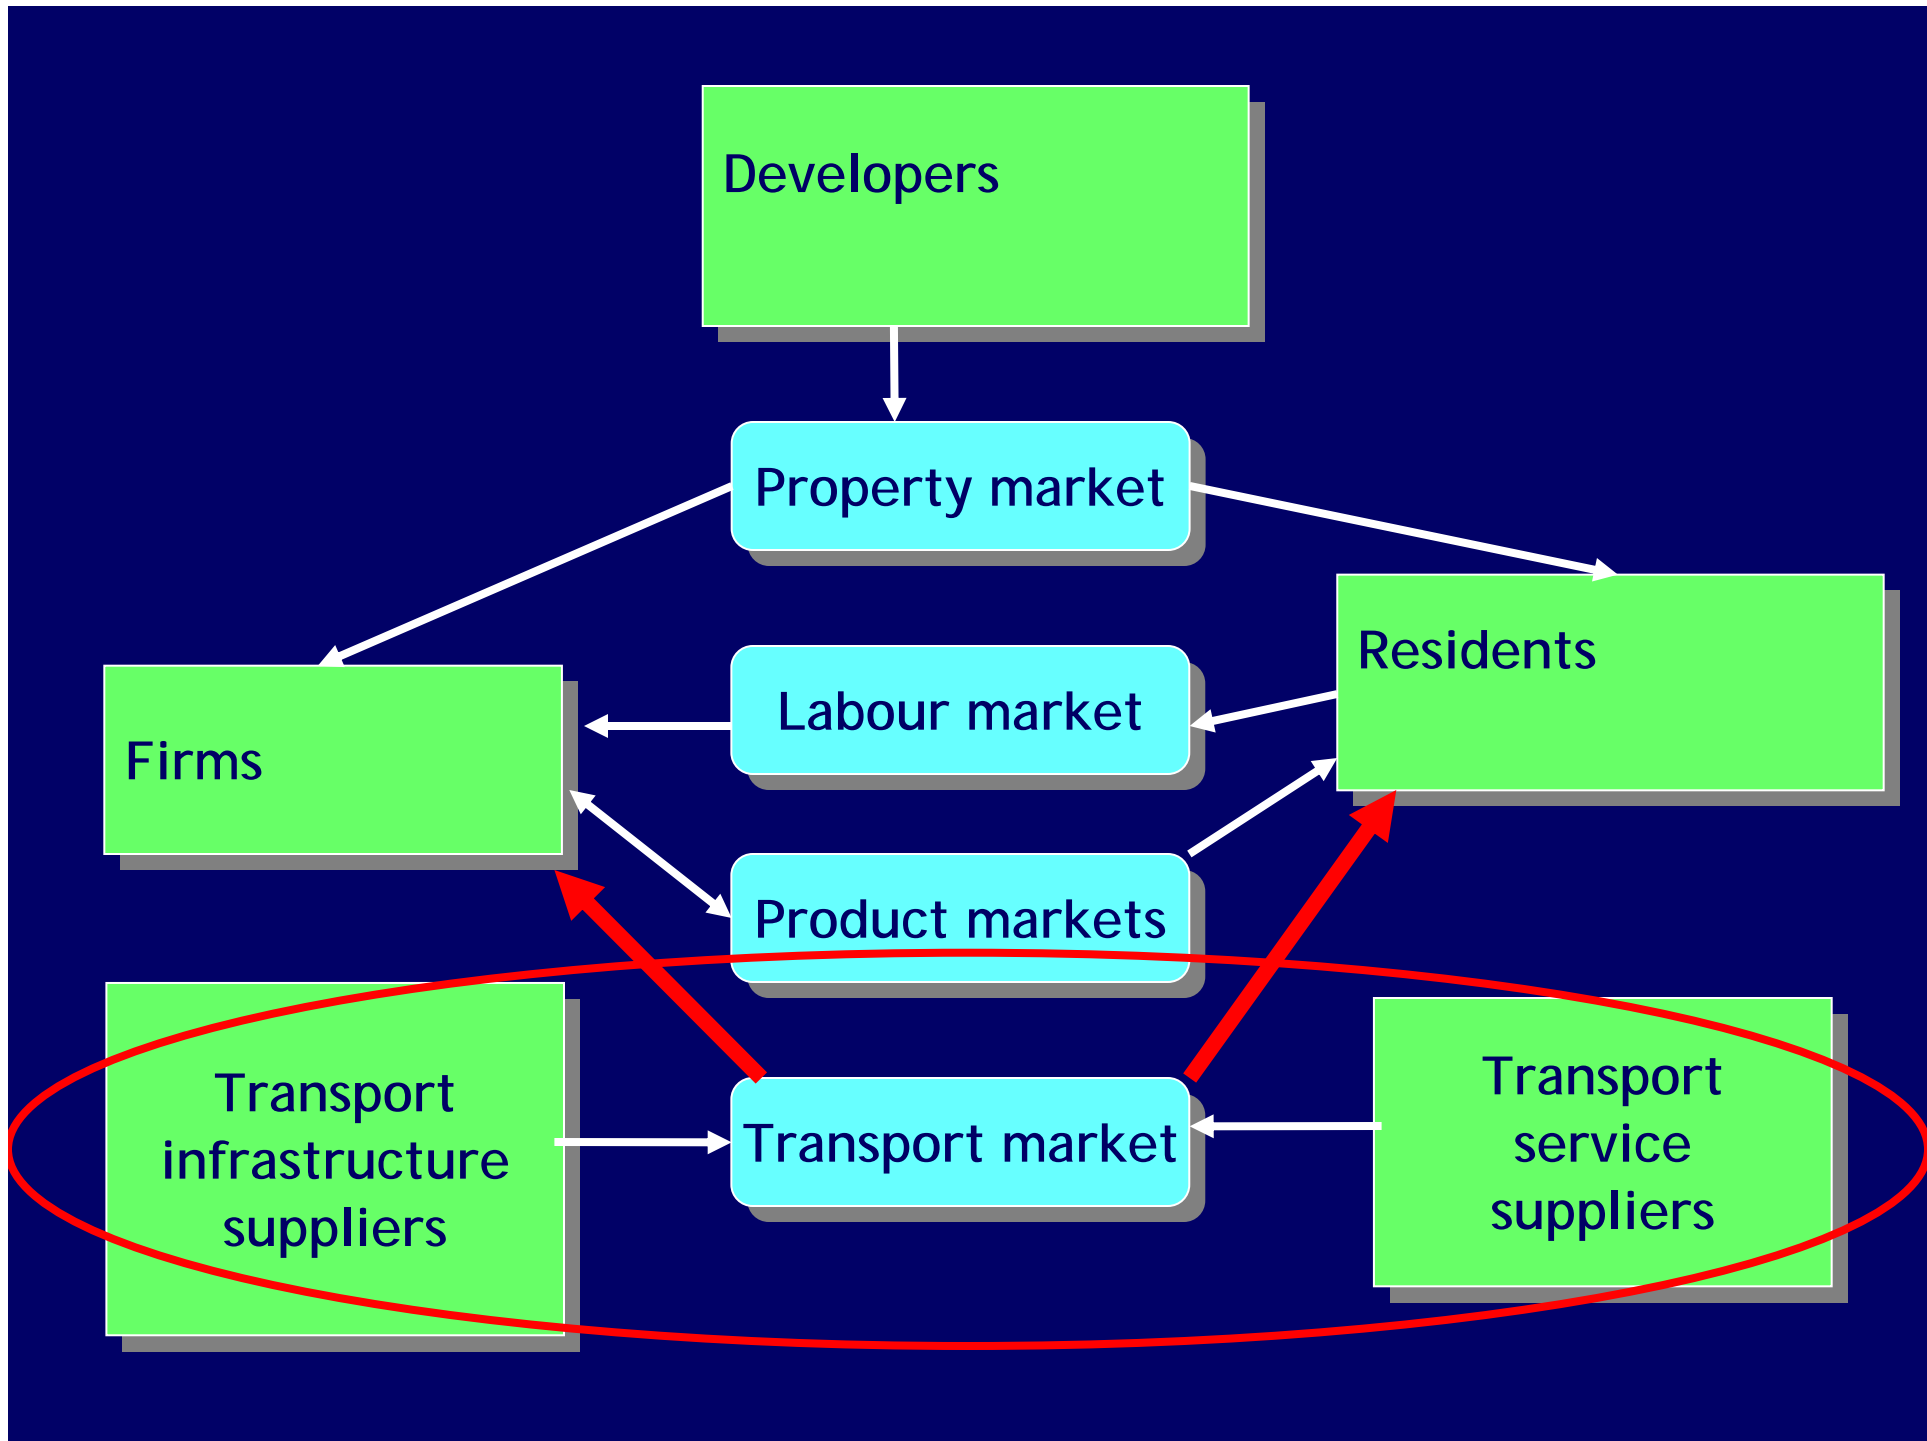 Developers
Property market
Residents
Labour market
Firms
Product markets
Transport
infrastructure
suppliers
Transport market
Transport
service
suppliers